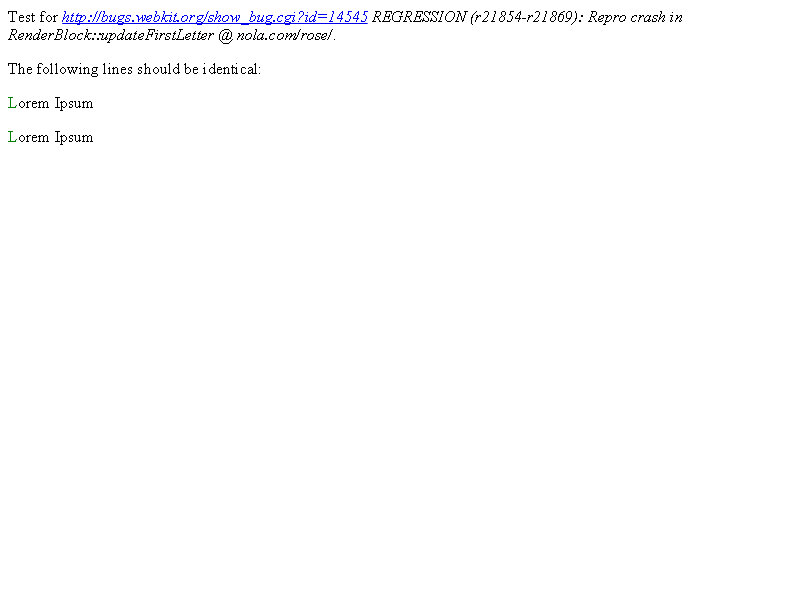 Test for http://bugs.webkit.org/show_bug.cgi?id=14545 REGRESSION (r21854-r21869): Repro crash in
RenderBlock::updateFirstLetter @ nola.com/rose/.
The following lines should be identical:
Lorem Ipsum
Lorem Ipsum